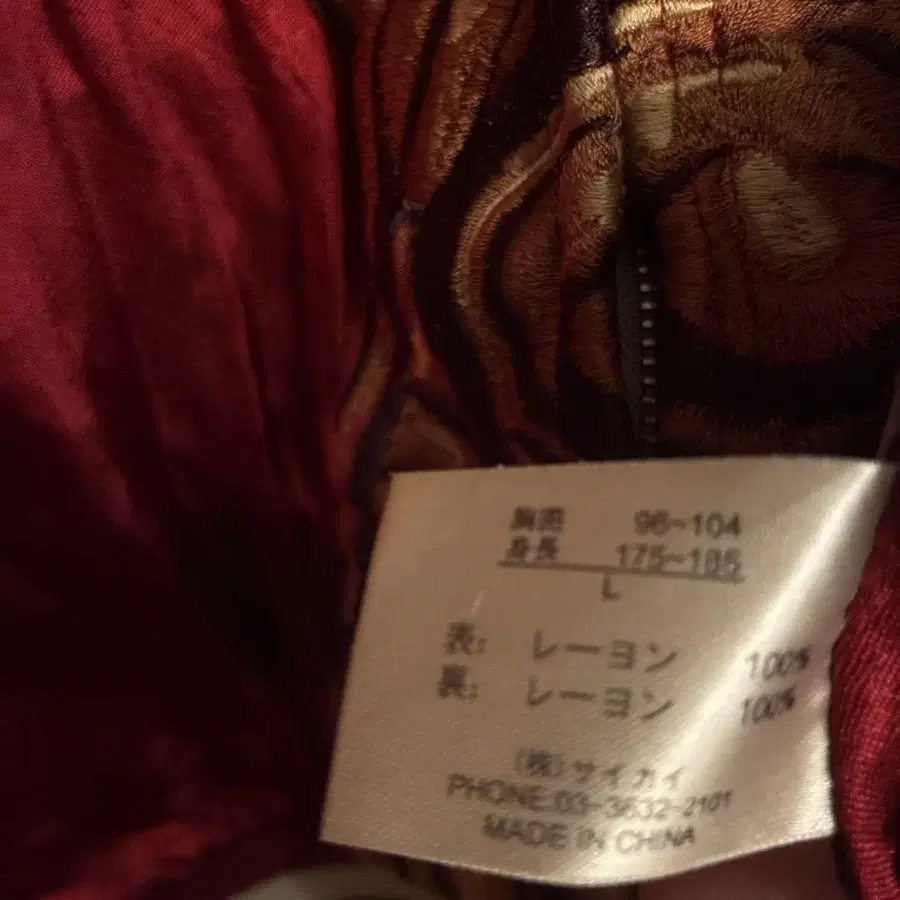 胸囲 96~104
身長 175~185
L
表: レーヨン 100%
裏: レーヨン 100%
(株)サイカイ
PHONE:03-3632-2101
MADE IN CHINA